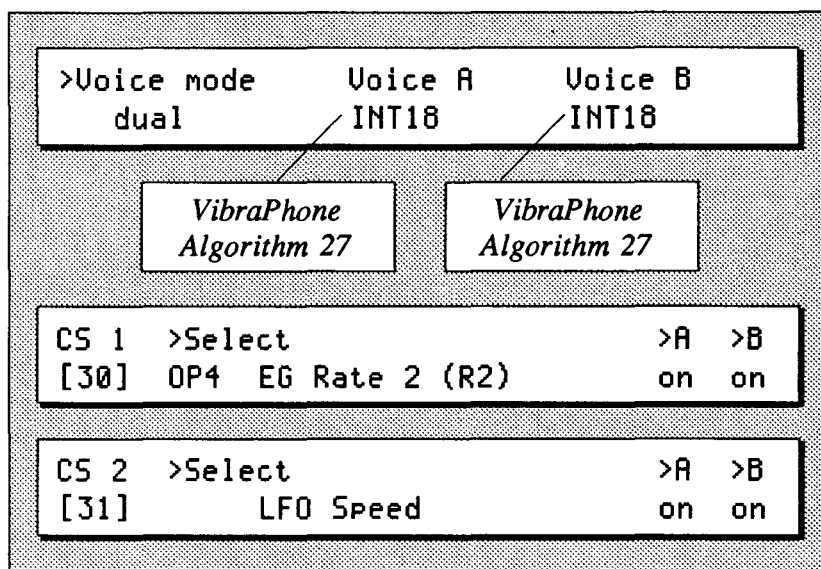 >Voice mode Voice A Voice B
dual INT18 INT18
VibraPhone VibraPhone
Algorithm 27 Algorithm 27
CS 1 >Select >A >B
[30] OP4 EG Rate 2 (R2) on on
CS 2 >Select >A >B
[31] LFO Speed on on